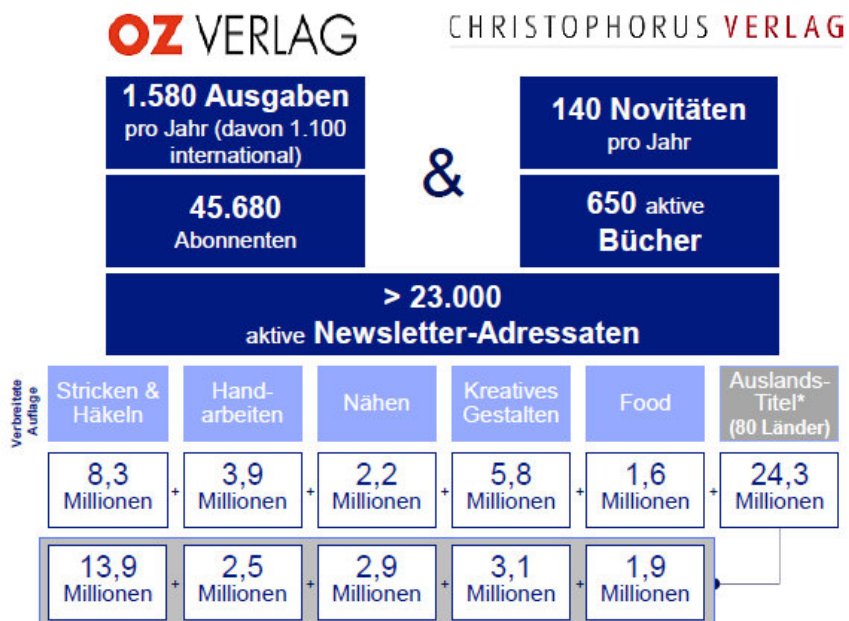 OZ VERLAG
CHRISTOPHORUS VERLAG
1.580 Ausgaben
pro Jahr (davon 1.100
international)
&
140 Novitäten
pro Jahr
45.680
Abonnenten
650 aktive
Bücher
> 23.000
aktive Newsletter-Adressaten
Verbreitete
Auflage
Stricken &
Häkeln
Hand-
arbeiten
Nähen
Kreatives
Gestalten
Food
Auslands-
Titel*
(80 Länder)
8,3
Millionen
+
3,9
Millionen
+
2,2
Millionen
+
5,8
Millionen
+
1,6
Millionen
+
24,3
Millionen
13,9
Millionen
+
2,5
Millionen
+
2,9
Millionen
+
3,1
Millionen
+
1,9
Millionen